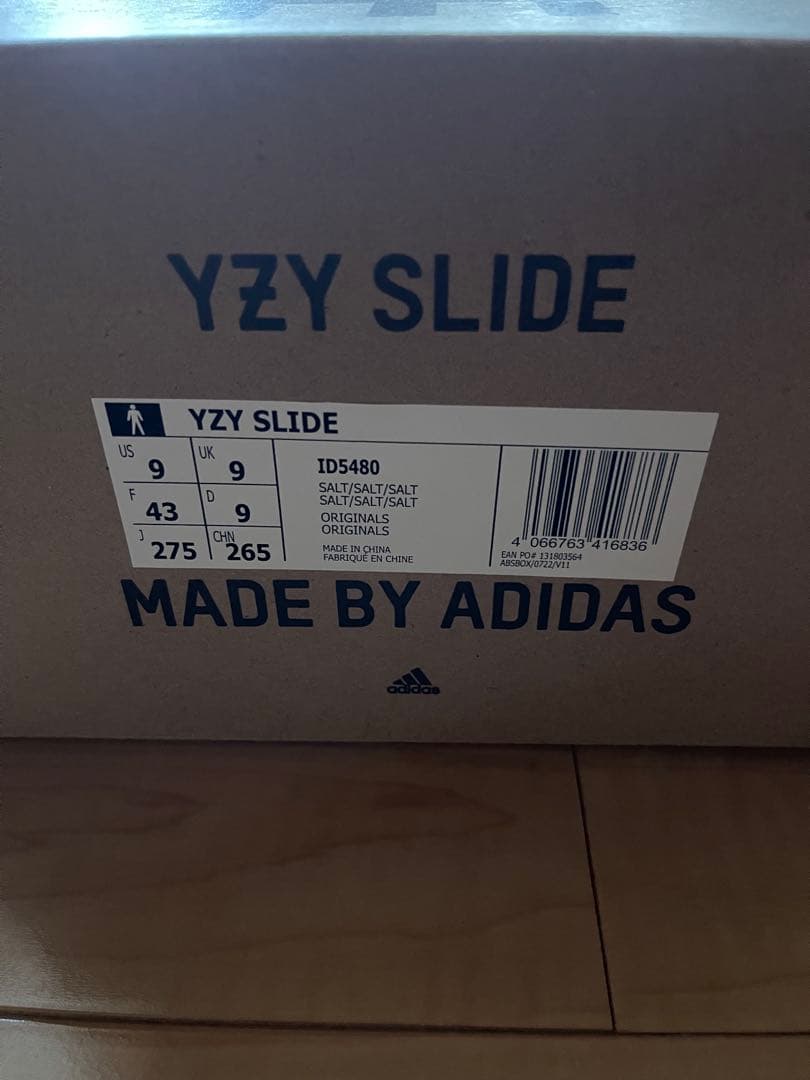 YZY SLIDE
YZY SLIDE
US 9 UK 9
F 43 D 9
J 275 CHN 265
ID5480
SALT/SALT/SALT
SALT/SALT/SALT
ORIGINALS
ORIGINALS
MADE IN CHINA
FABRIQUÉ EN CHINE
4 066763 416836
EAN PO# 131803564
ABSBOX/0722/V11
MADE BY ADIDAS
adidas